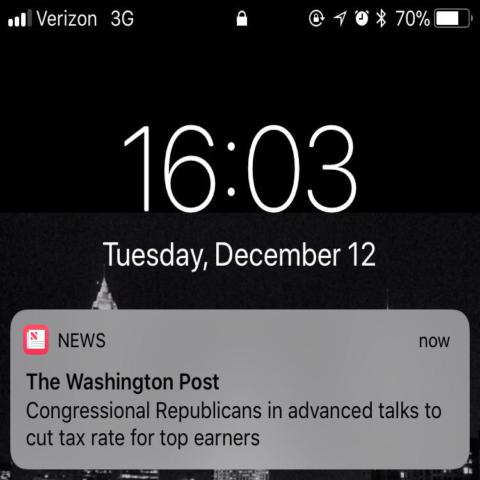 Verizon 3G 70%
16:03
Tuesday, December 12
NEWS now
The Washington Post
Congressional Republicans in advanced talks to
cut tax rate for top earners